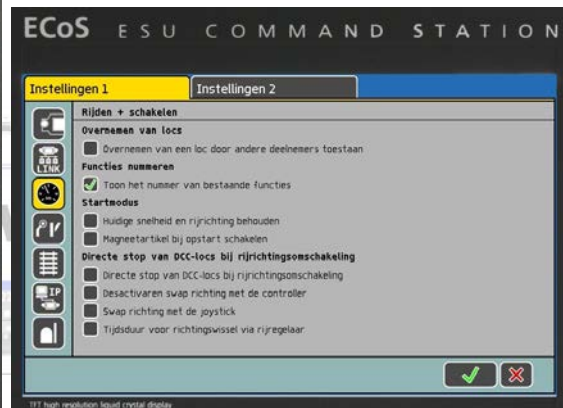 ECoS ESU COMMAND STATION
Instellingen 1
Instellingen 2
Rijden + schakelen
Overnemen van locs
Overnemen van een loc door andere deelnemers toestaan
Functies nummeren
Toon het nummer van bestaande functies
Startmodus
Huidige snelheid en rijrichting behouden
Magneetartikel bij opstart schakelen
Directe stop van DCC-locs bij rijrichtingsomschakeling
Directe stop van DCC-locs bij rijrichtingsomschakeling
Desactivaren swap richting met de controller
Swap richting met de joystick
Tijdsduur voor richtingswissel via rijregelaar
LINK
IP
TFT high resolution liquid crystal display